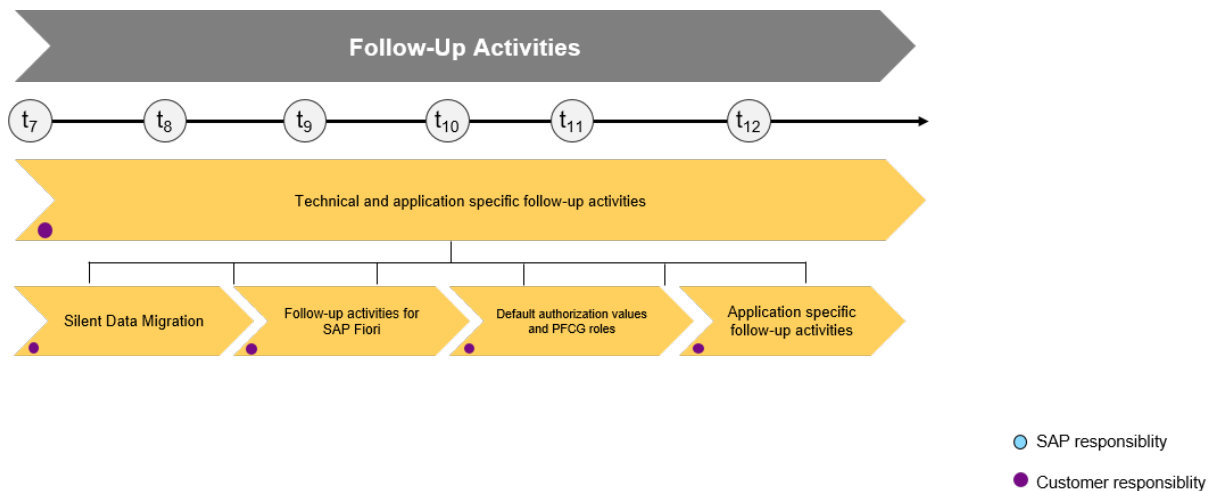 Follow-Up Activities
t7
t8
t9
t10
t11
t12
Technical and application specific follow-up activities
Silent Data Migration
Follow-up activities for
SAP Fiori
Default authorization values
and PFCG roles
Application specific
follow-up activities
SAP responsiblity
Customer responsiblity